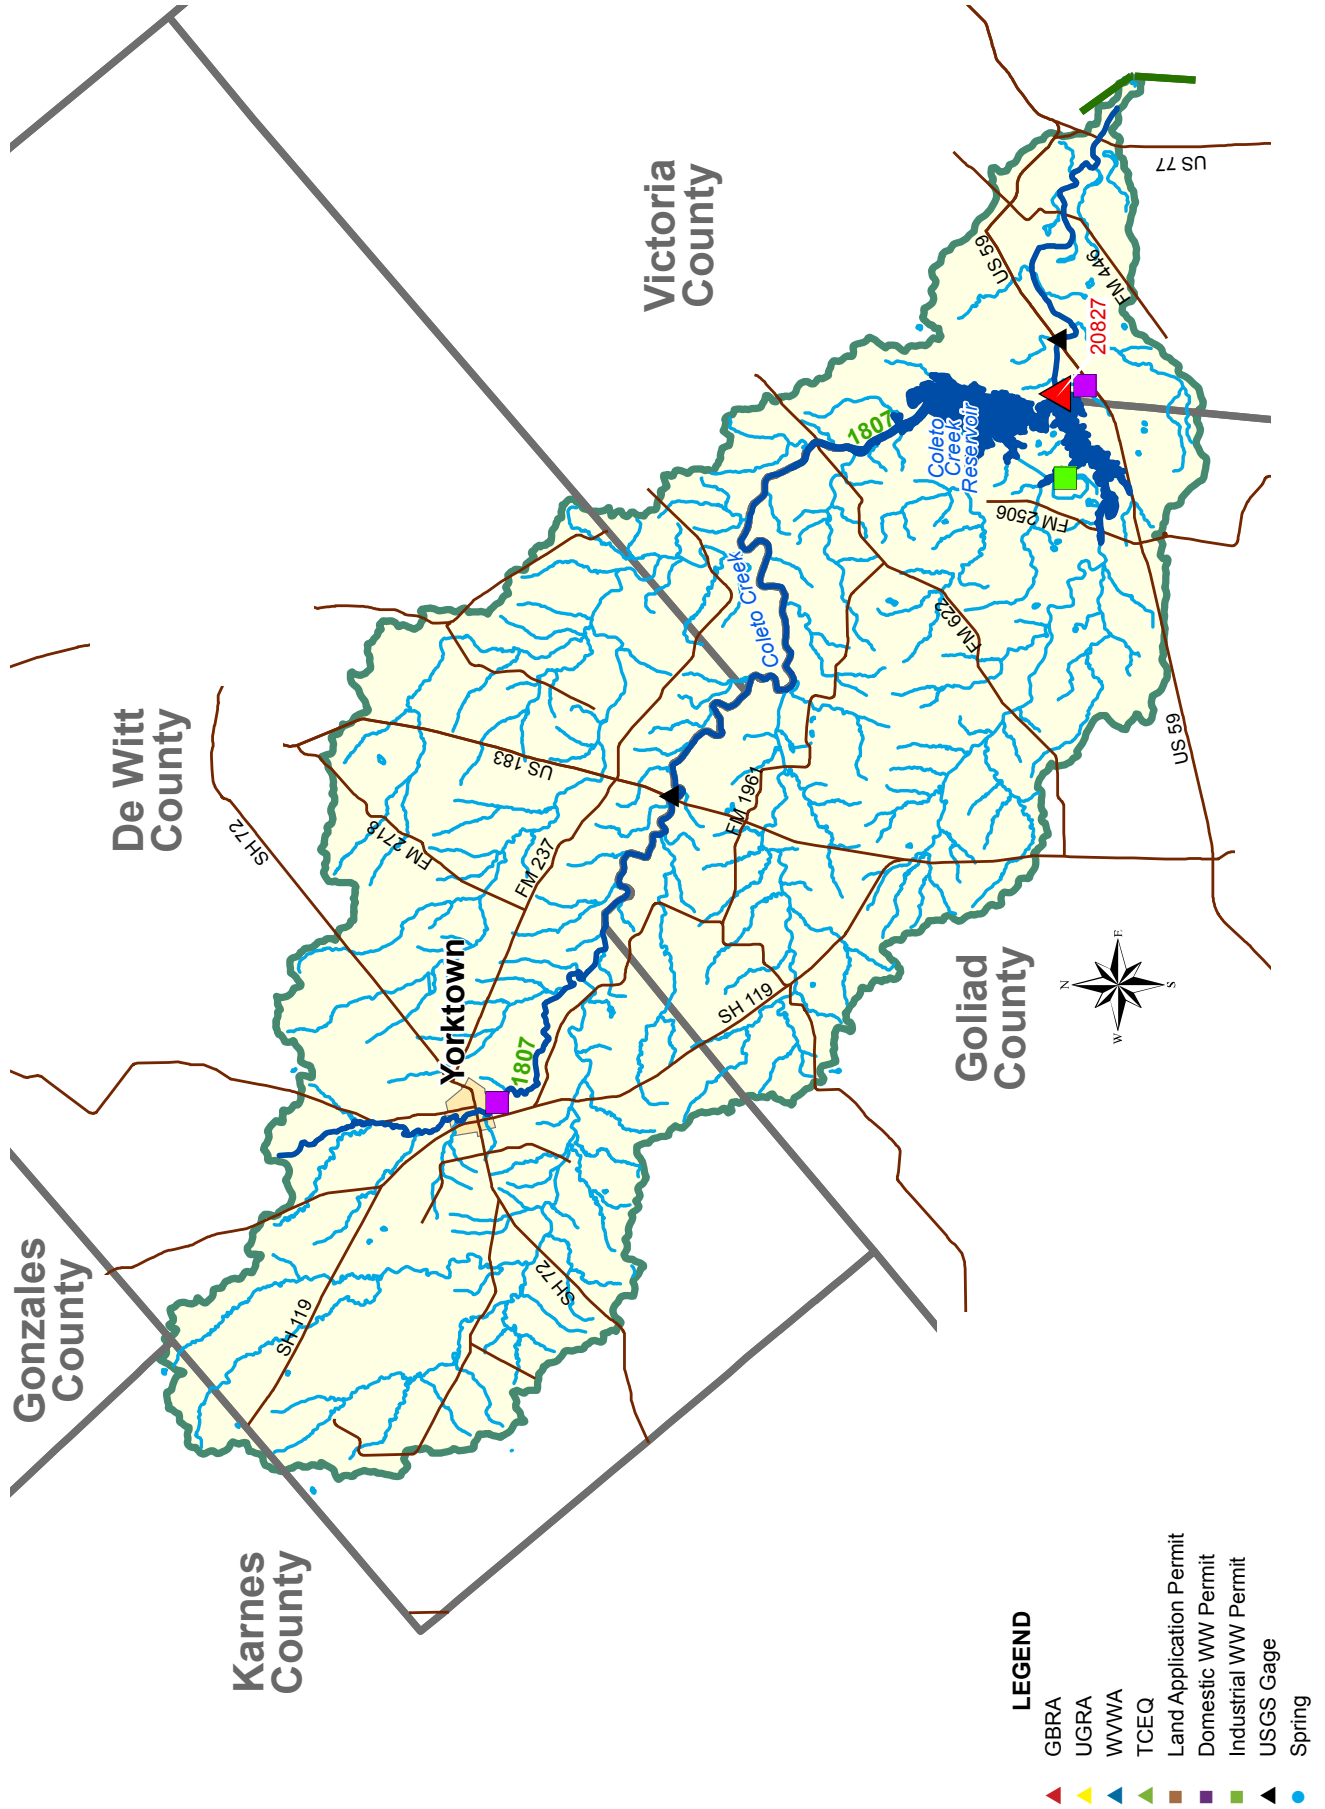 Gonzales
County
Karnes
County
De Witt
County
Victoria
County
Goliad
County
Yorktown
SH 119
SH 72
SH 72
FM 2718
FM 237
US 183
FM 1961
SH 119
1807
Coleto Creek
1807
Coleto
Creek
Reservoir
FM 622
FM 2506
US 59
US 59
FM 446
US 77
20827
N
E
S
W
LEGEND
GBRA
UGRA
WVWA
TCEQ
Land Application Permit
Domestic WW Permit
Industrial WW Permit
USGS Gage
Spring